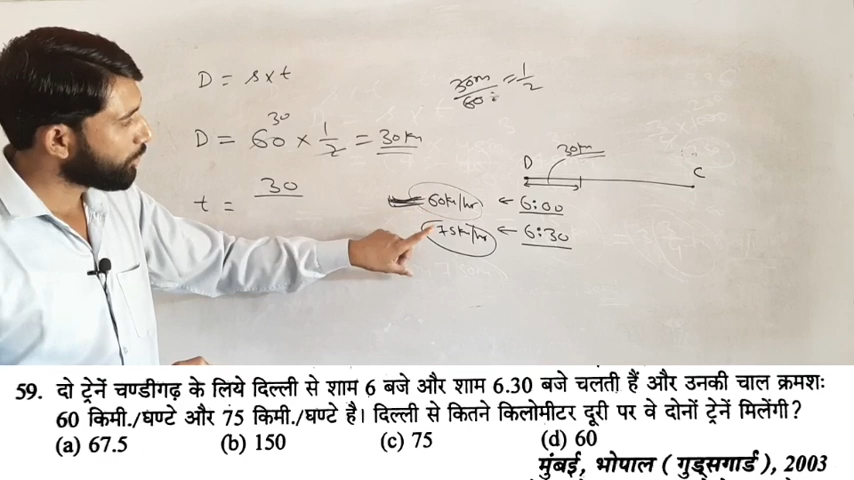 D = s x t
30m/60 = 1/2
D = 60 x 1/2 = 30km
30
t = 30
30km
D
C
60km/hr ← 6:00
75km/hr ← 6:30
59. दो ट्रेनें चण्डीगढ़ के लिये दिल्ली से शाम 6 बजे और शाम 6.30 बजे चलती हैं और उनकी चाल क्रमशः
60 किमी./घण्टे और 75 किमी./घण्टे है। दिल्ली से कितने किलोमीटर दूरी पर वे दोनों ट्रेनें मिलेंगी?
(a) 67.5 (b) 150 (c) 75 (d) 60
मुंबई, भोपाल ( गुड्सगार्ड ), 2003